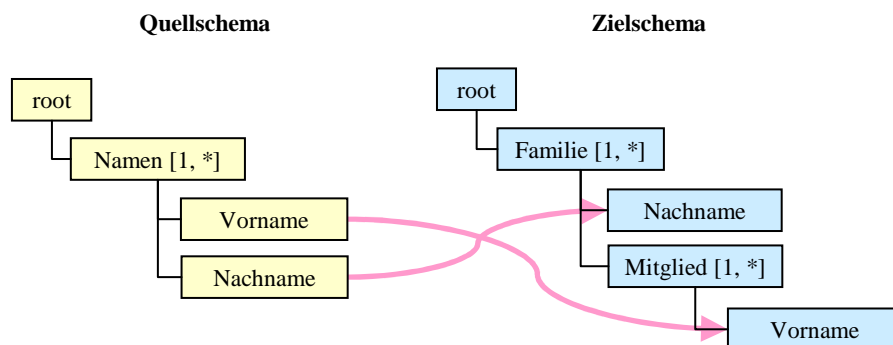 Quellschema
root
Namen [1, *]
Vorname
Nachname
Zielschema
root
Familie [1, *]
Nachname
Mitglied [1, *]
Vorname